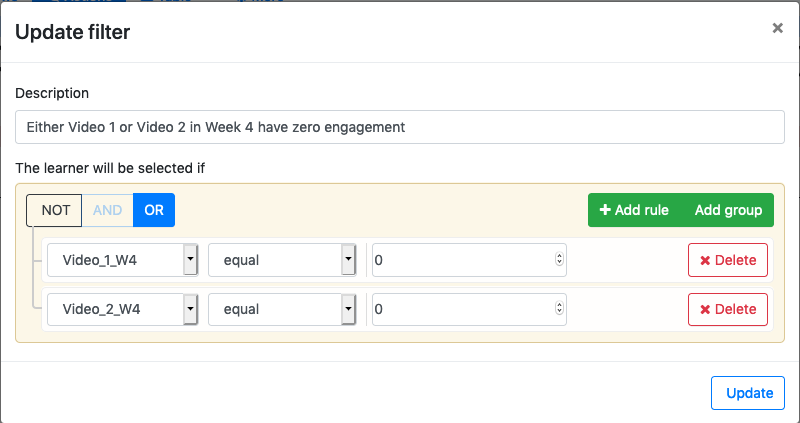 Update filter
×
Description
Either Video 1 or Video 2 in Week 4 have zero engagement
The learner will be selected if
NOT AND OR + Add rule Add group
Video_1_W4 equal 0 × Delete
Video_2_W4 equal 0 × Delete
Update